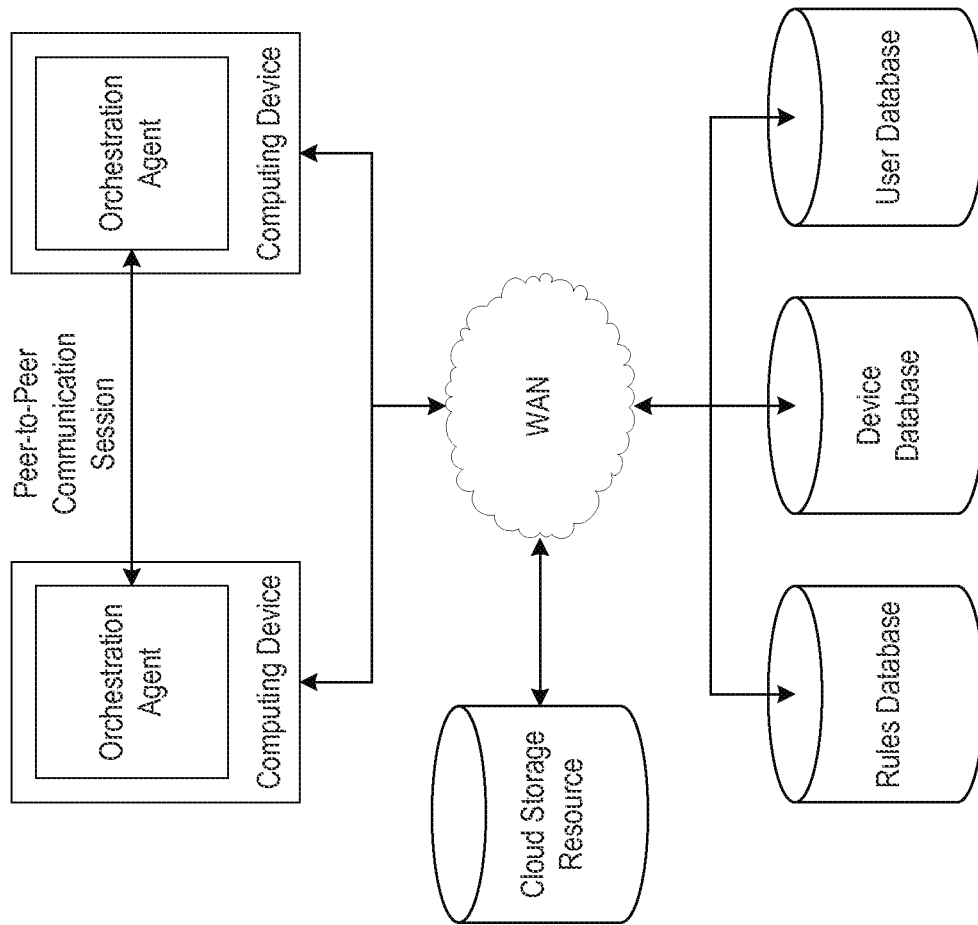 Peer-to-Peer
Communication
Session
Orchestration
Agent
Computing Device
Orchestration
Agent
Computing Device
WAN
Cloud Storage
Resource
Rules Database
Device
Database
User Database